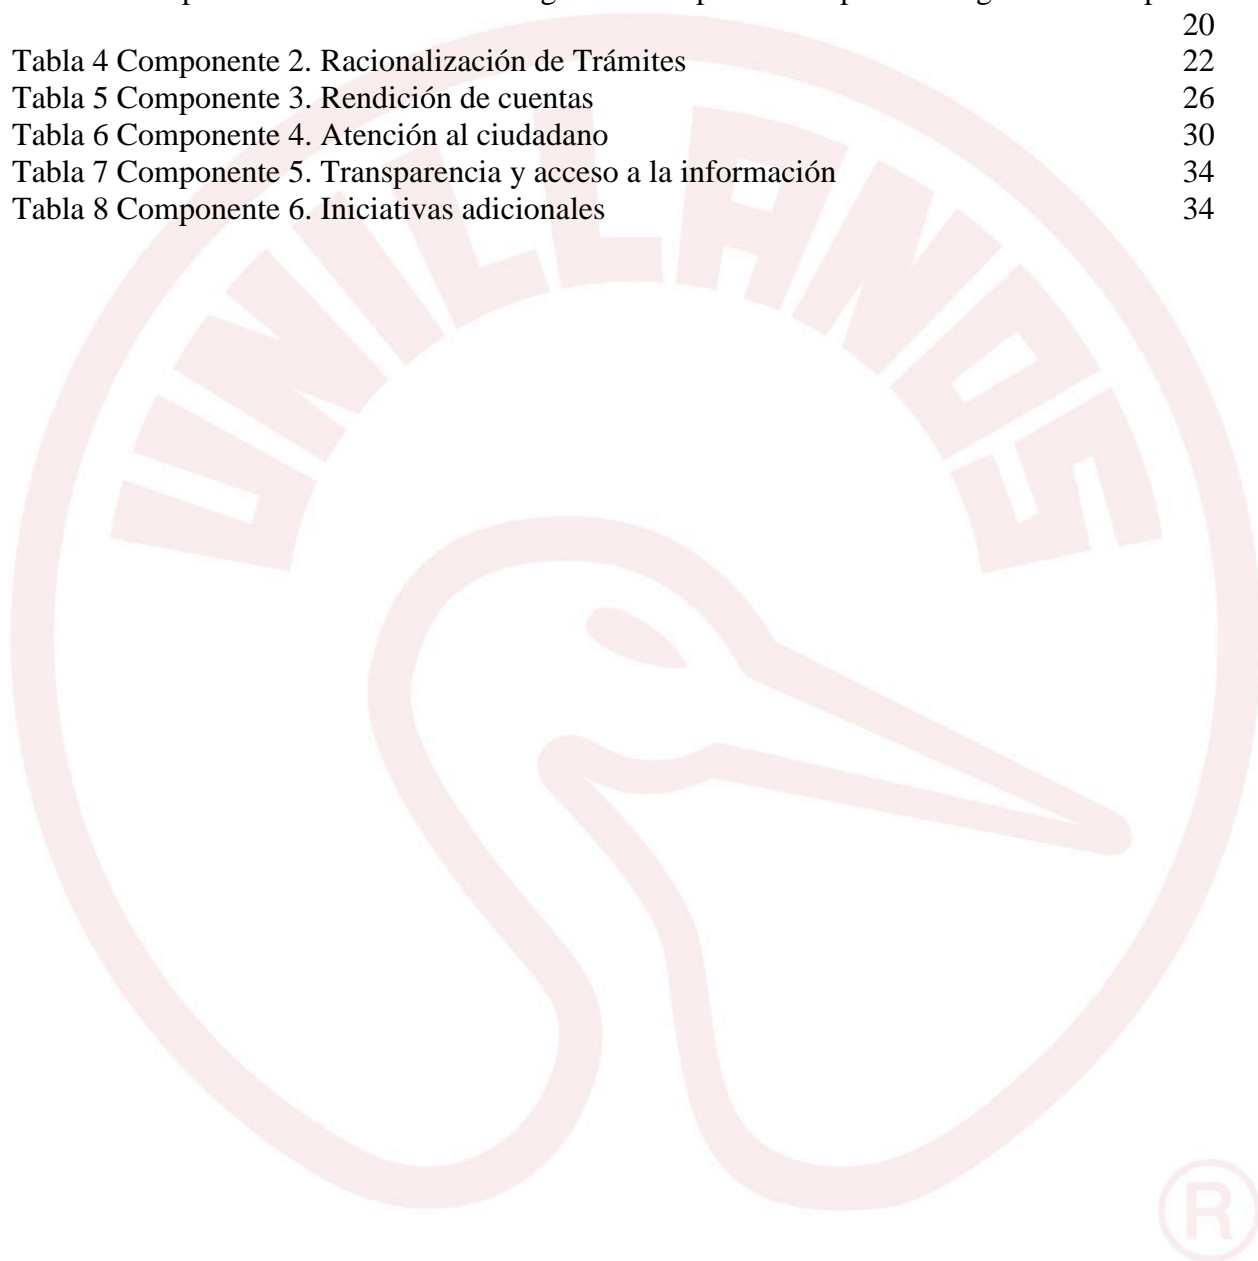 20
Tabla 4 Componente 2. Racionalización de Trámites 22
Tabla 5 Componente 3. Rendición de cuentas 26
Tabla 6 Componente 4. Atención al ciudadano 30
Tabla 7 Componente 5. Transparencia y acceso a la información 34
Tabla 8 Componente 6. Iniciativas adicionales 34
UNILLANOS
®